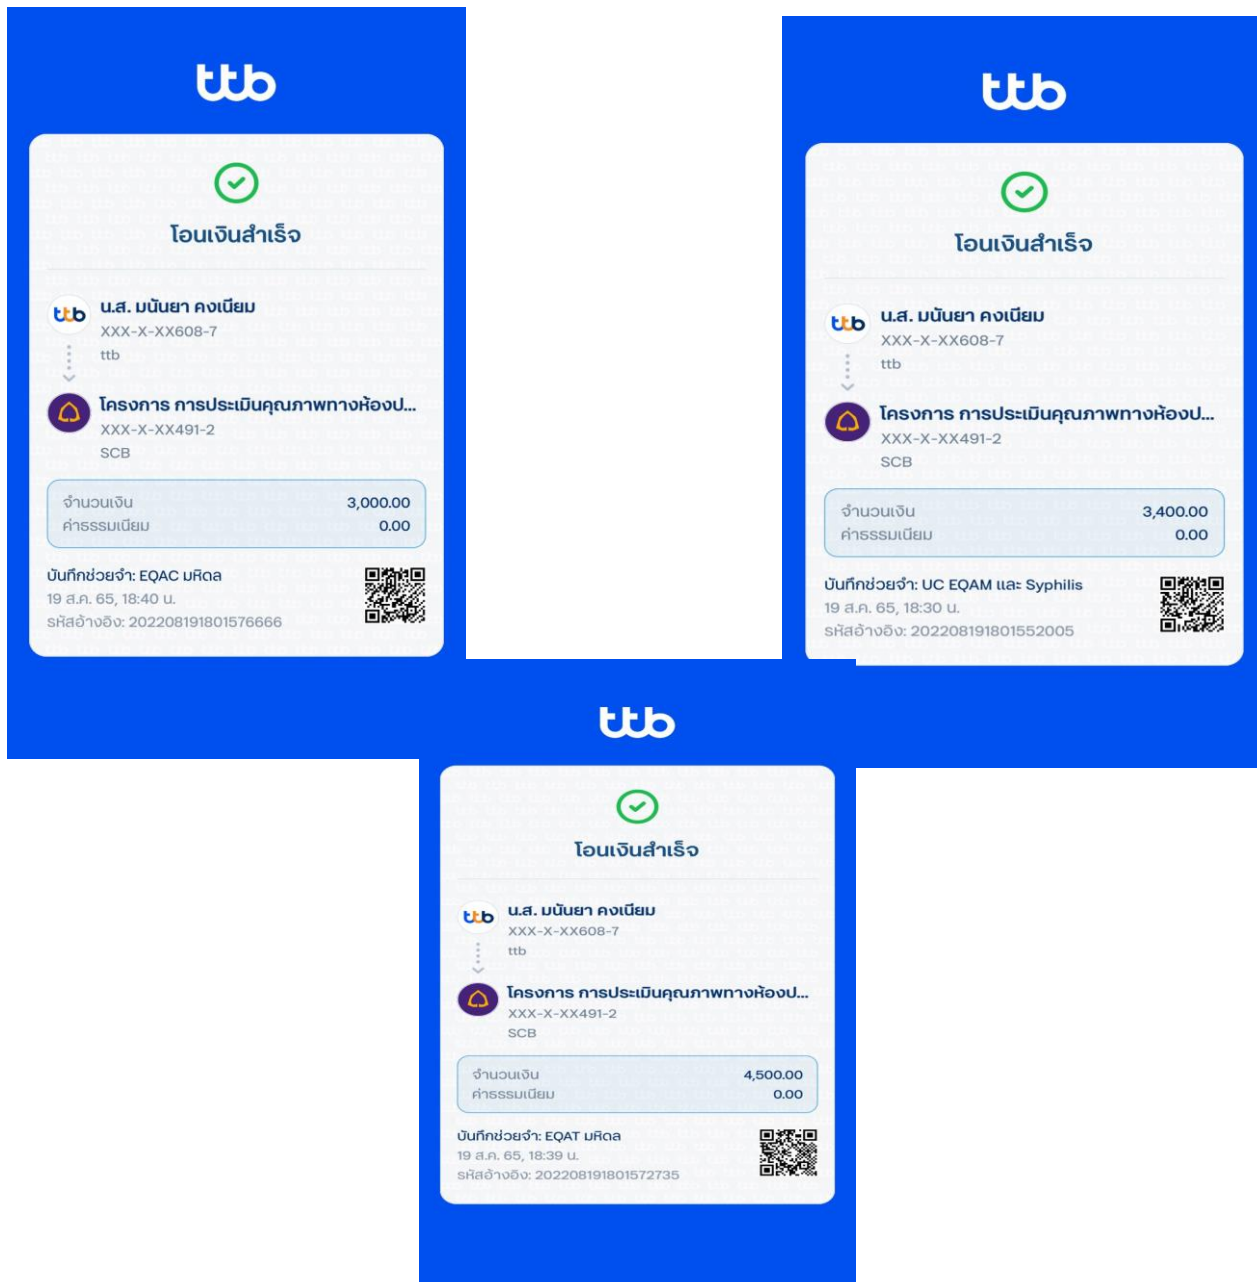 ttb
โอนเงินสำเร็จ
ttb น.ส. มนันยา คงเนียม
XXX-X-XX608-7
ttb
โครงการ การประเมินคุณภาพทางห้องป...
XXX-X-XX491-2
SCB
จำนวนเงิน 3,000.00
ค่าธรรมเนียม 0.00
บันทึกช่วยจำ: EQAC มหิดล
19 ส.ค. 65, 18:40 น.
รหัสอ้างอิง: 202208191801576666
ttb
โอนเงินสำเร็จ
ttb น.ส. มนันยา คงเนียม
XXX-X-XX608-7
ttb
โครงการ การประเมินคุณภาพทางห้องป...
XXX-X-XX491-2
SCB
จำนวนเงิน 3,400.00
ค่าธรรมเนียม 0.00
บันทึกช่วยจำ: UC EQAM และ Syphilis
19 ส.ค. 65, 18:30 น.
รหัสอ้างอิง: 202208191801552005
ttb
โอนเงินสำเร็จ
ttb น.ส. มนันยา คงเนียม
XXX-X-XX608-7
ttb
โครงการ การประเมินคุณภาพทางห้องป...
XXX-X-XX491-2
SCB
จำนวนเงิน 4,500.00
ค่าธรรมเนียม 0.00
บันทึกช่วยจำ: EQAT มหิดล
19 ส.ค. 65, 18:39 น.
รหัสอ้างอิง: 202208191801572735